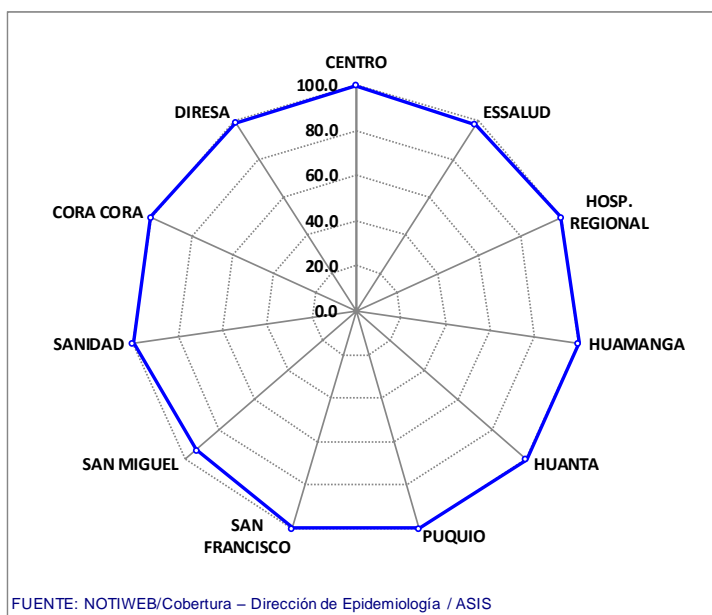 CENTRO
100.0
DIRESA
ESSALUD
80.0
60.0
CORA CORA
HOSP.
REGIONAL
40.0
20.0
0.0
SANIDAD
HUAMANGA
SAN MIGUEL
HUANTA
SAN
FRANCISCO
PUQUIO
FUENTE: NOTIWEB/Cobertura – Dirección de Epidemiología / ASIS